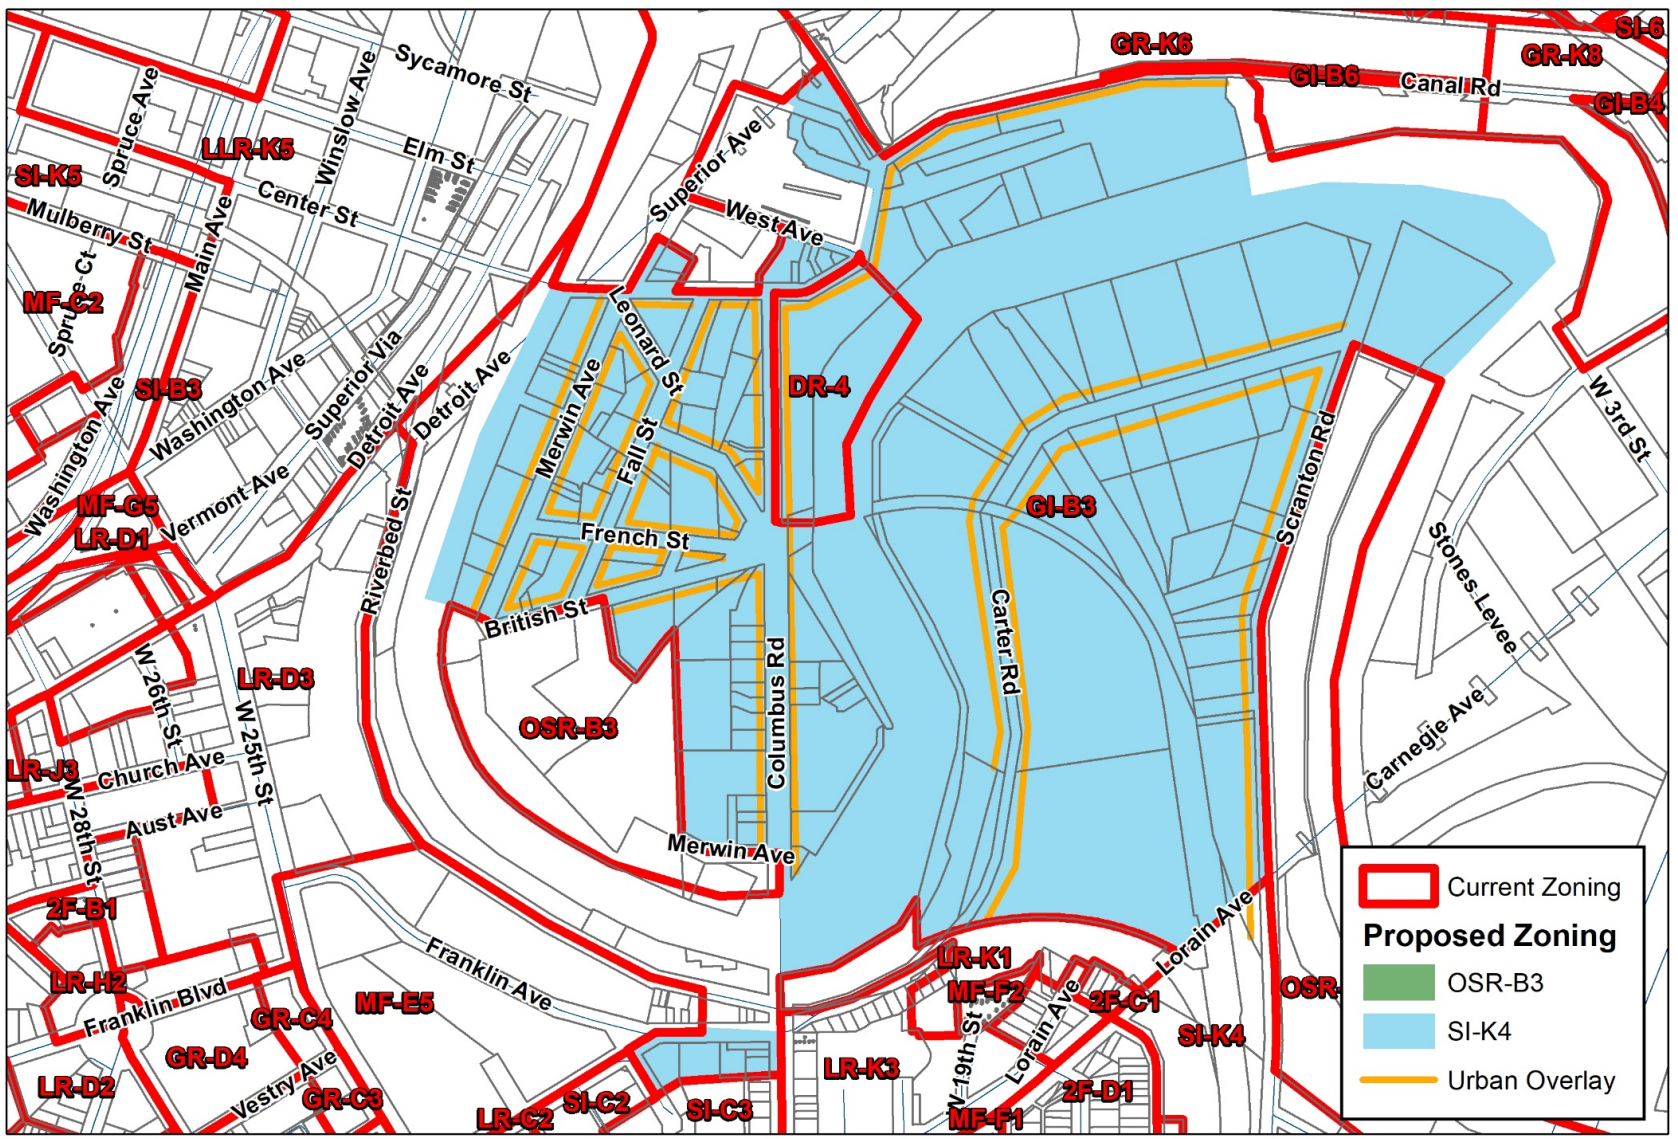 GR-K6
SI-6
GR-K8
GI-B6
Canal Rd
GI-B4
Sycamore St
Winslow Ave
Spruce Ave
LLR-K5
Elm St
SI-K5
Center St
Superior Ave
West Ave
Mulberry St
Main Ave
Spruce Ct
MF-C2
SI-B3
Washington Ave
Washington Ave
Superior Via
Detroit Ave
Detroit Ave
Leonard St
Merwin Ave
Fall St
DR-4
W 3rd St
MF-G5
LR-D1
Vermont Ave
Riverbed St
French St
GI-B3
Scranton Rd
Stones Levee
British St
Carter Rd
Columbus Rd
W 26th St
LR-D3
W 25th St
OSR-B3
Carnegie Ave
LR-J3
Church Ave
W 28th St
Aust Ave
Merwin Ave
2F-B1
Franklin Ave
Lorain Ave
LR-K1
LR-H2
Franklin Blvd
MF-E5
GR-C4
MF-F2
2F-C1
OSR-
GR-D4
SI-K4
W 19th St
Lorain Ave
LR-K3
LR-D2
Vestry Ave
GR-C3
LR-C2
SI-C2
SI-C3
2F-D1
MF-F1
Current Zoning
Proposed Zoning
OSR-B3
SI-K4
Urban Overlay